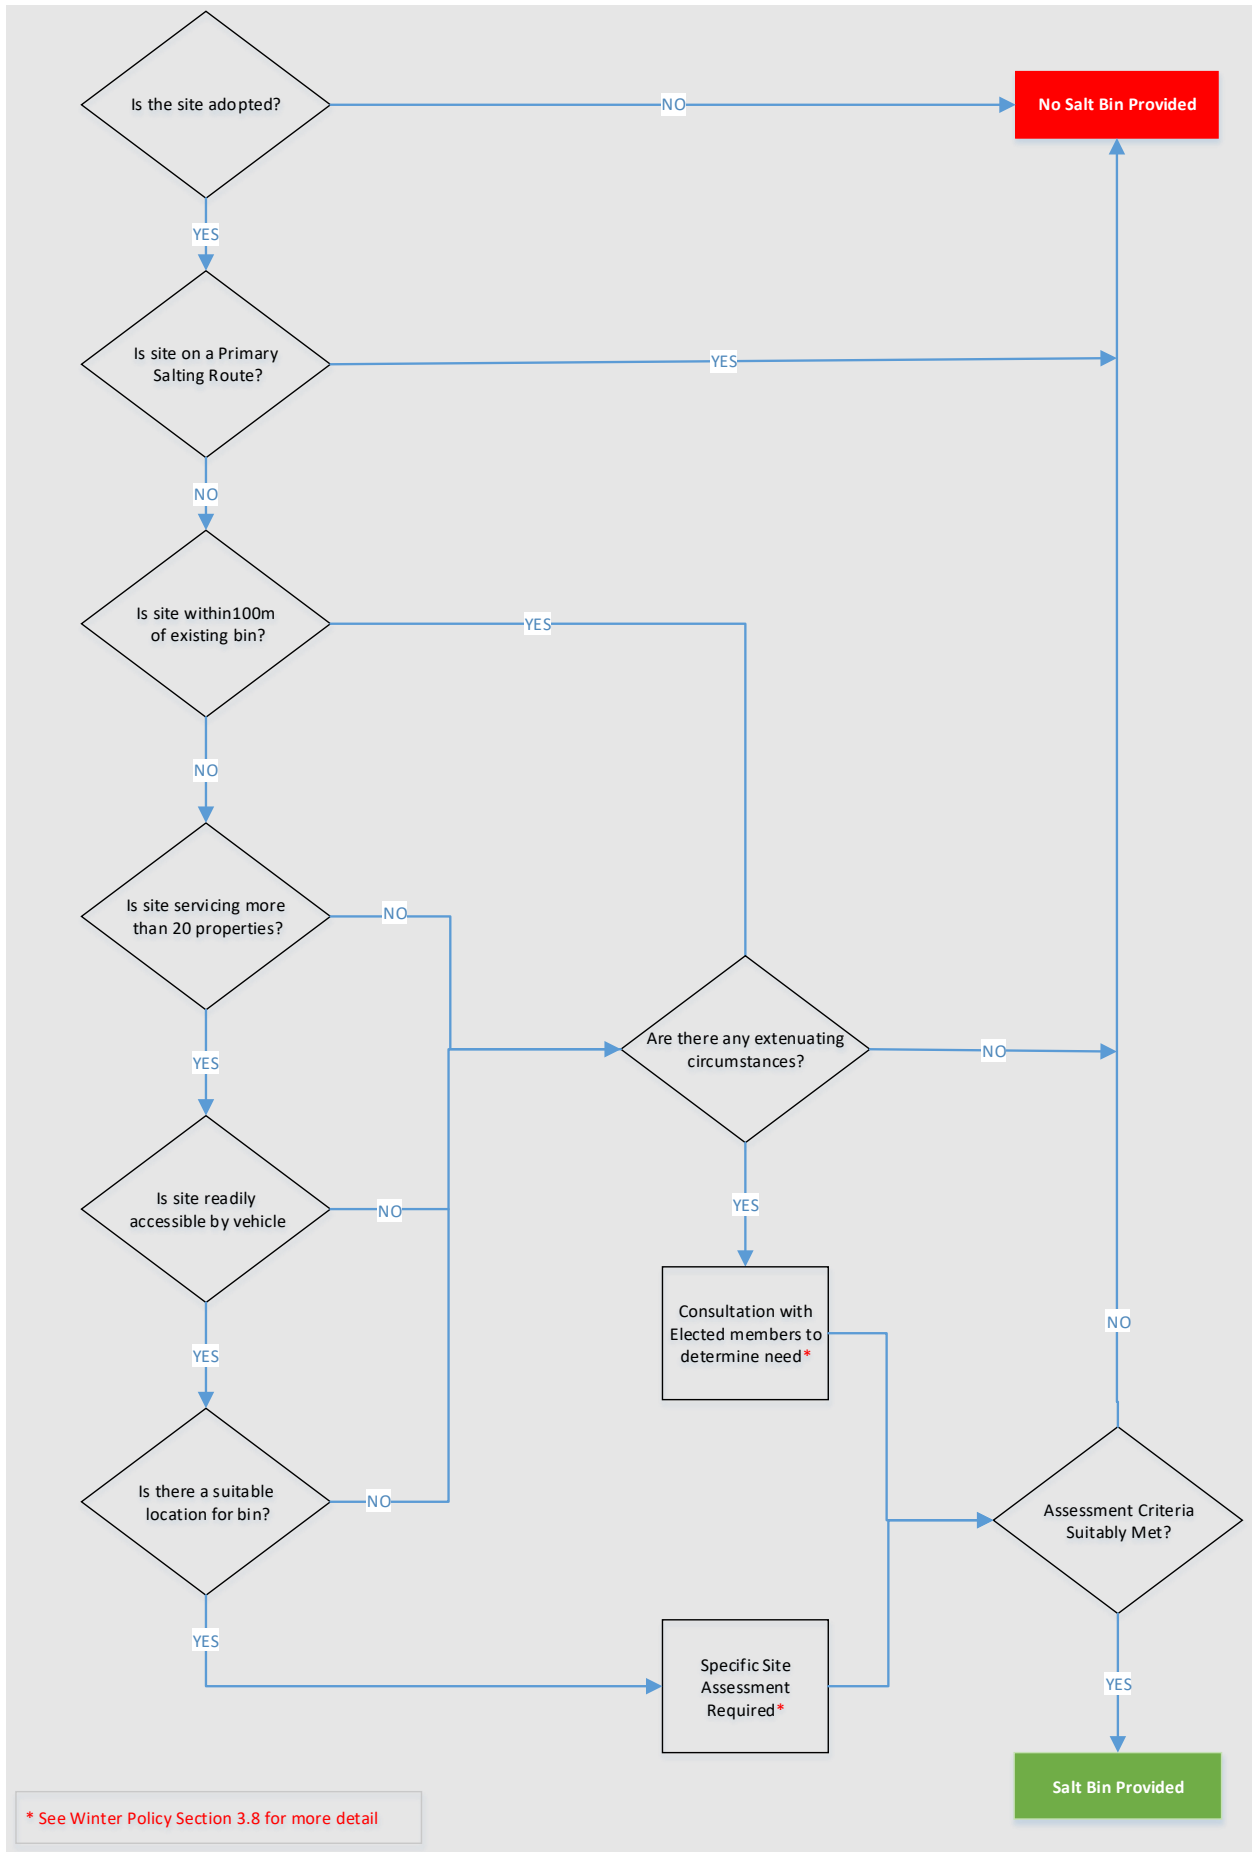 Is the site adopted?
NO
No Salt Bin Provided
YES
Is site on a Primary
Salting Route?
YES
NO
Is site within100m
of existing bin?
YES
NO
Is site servicing more
than 20 properties?
NO
Are there any extenuating
circumstances?
NO
YES
Is site readily
accessible by vehicle
NO
YES
Consultation with
Elected members to
determine need*
NO
YES
Is there a suitable
location for bin?
NO
Assessment Criteria
Suitably Met?
YES
Specific Site
Assessment
Required*
YES
Salt Bin Provided
* See Winter Policy Section 3.8 for more detail